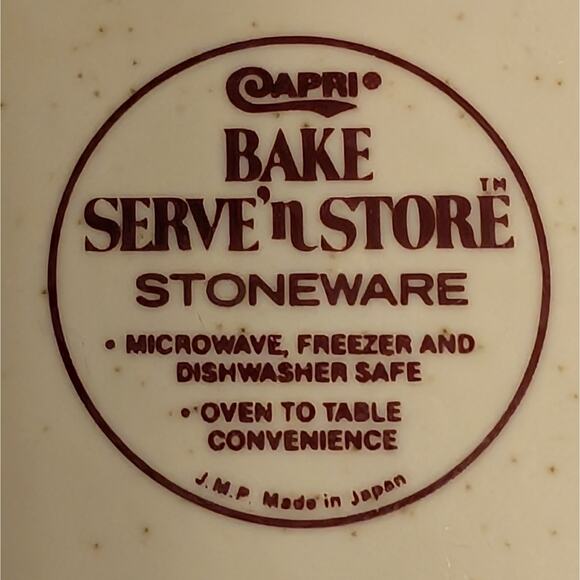 CAPRI
BAKE
SERVE'n STORE™
STONEWARE
• MICROWAVE, FREEZER AND
DISHWASHER SAFE
• OVEN TO TABLE
CONVENIENCE
J.M.P. Made in Japan